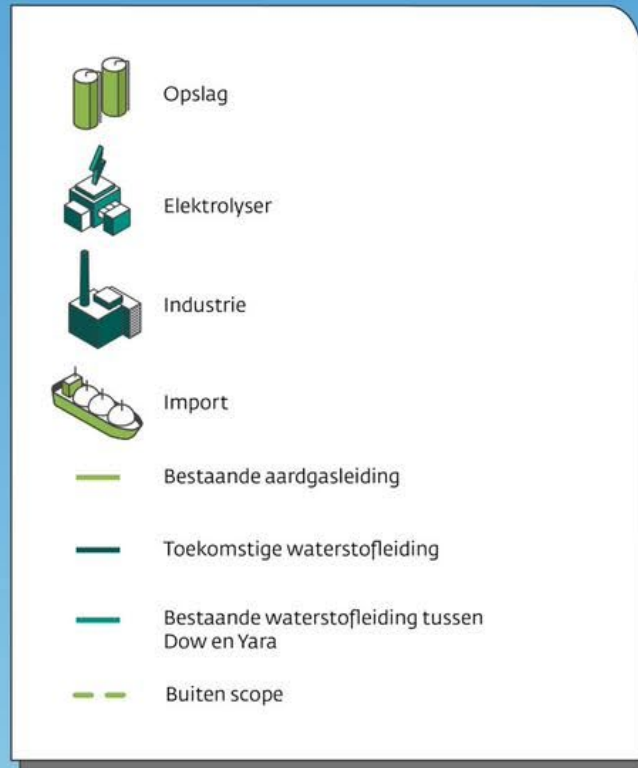 Opslag
Elektrolyser
Industrie
Import
Bestaande aardgasleiding
Toekomstige waterstofleiding
Bestaande waterstofleiding tussen
Dow en Yara
Buiten scope